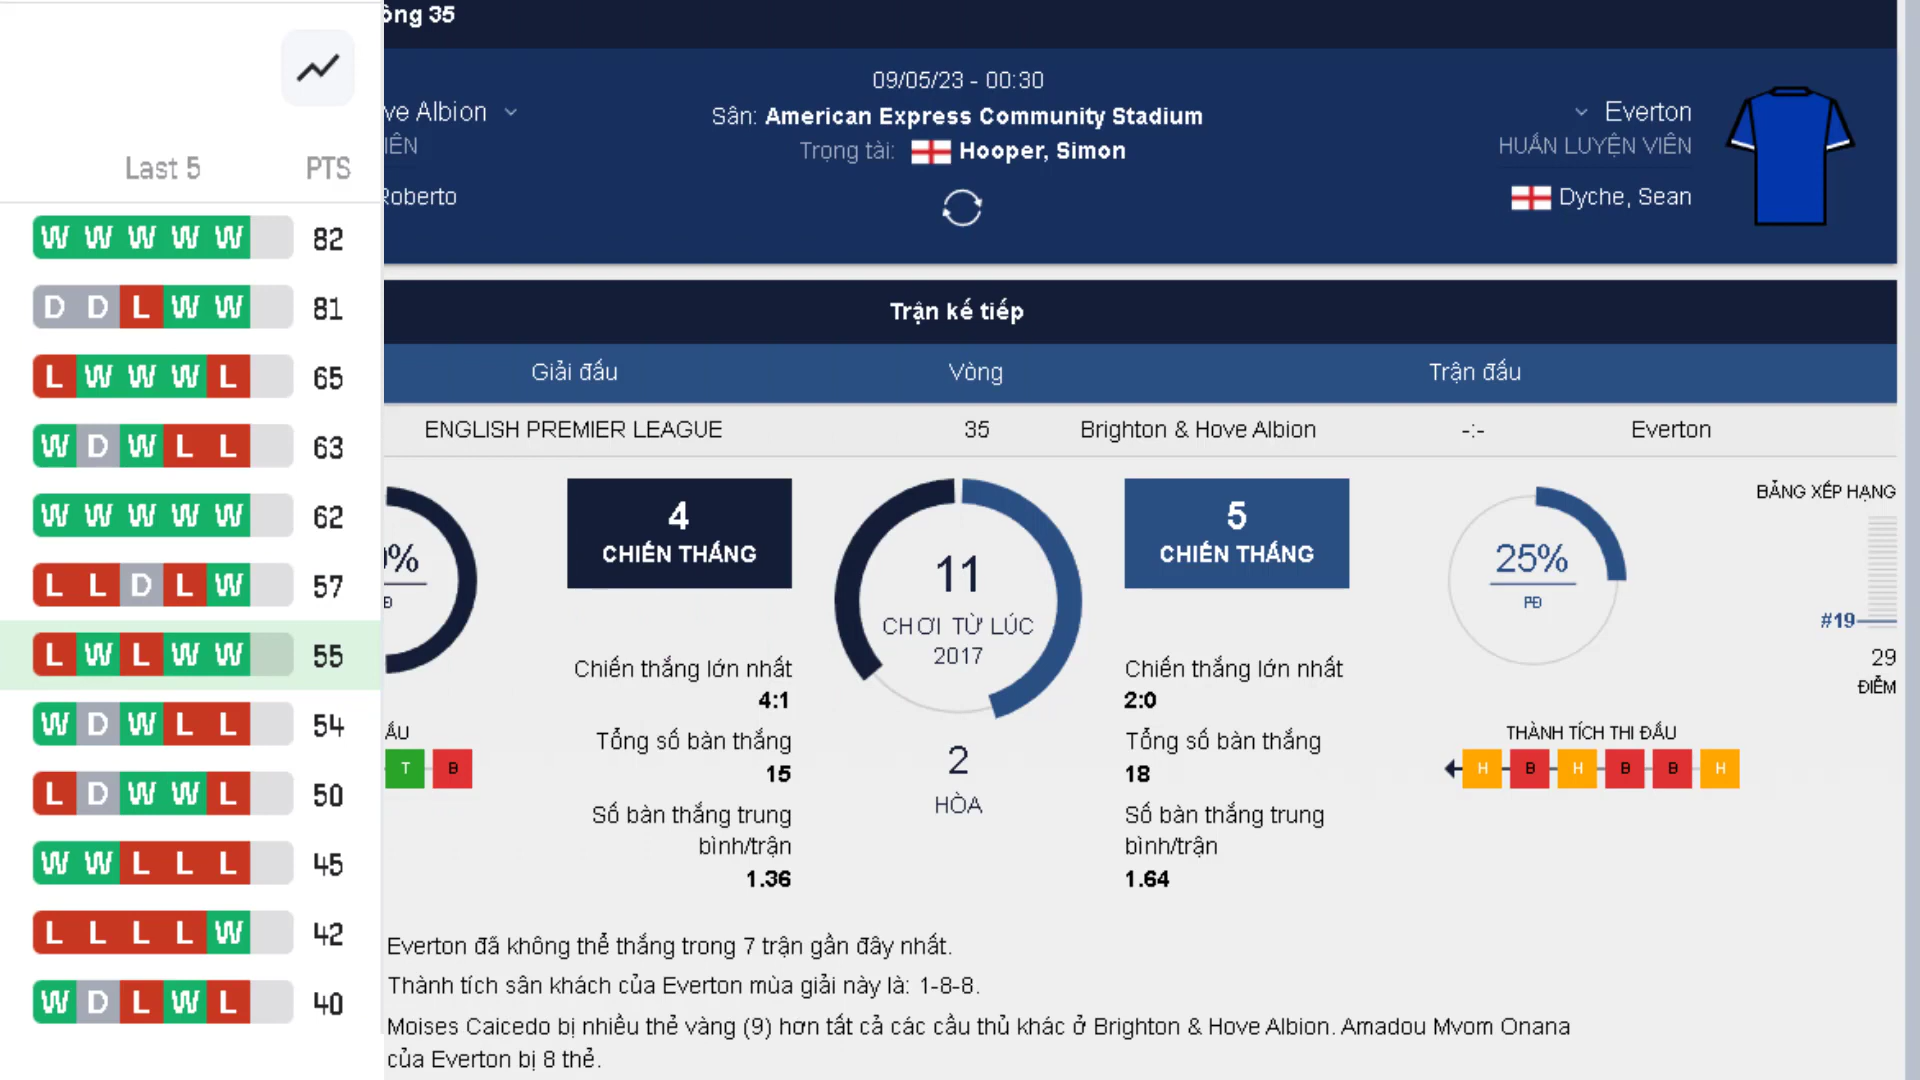 Last 5 PTS
W W W W W 82
D D L W W 81
L W W W L 65
W D W L L 63
W W W W W 62
L L D L W 57
L W L W W 55
W D W L L 54
L D W W L 50
W W L L L 45
L L L L W 42
W D L W L 40
35
09/05/23 - 00:30
Albion
Sân: American Express Community Stadium
Everton
Trọng tài: Hooper, Simon
HUẤN LUYỆN VIÊN
Roberto
Dyche, Sean
Trận kế tiếp
Giải đấu Vòng Trận đấu
ENGLISH PREMIER LEAGUE 35 Brighton & Hove Albion -:- Everton
4
CHIẾN THẮNG
11
CHƠI TỪ LÚC
2017
5
CHIẾN THẮNG
25%
PĐ
BẢNG XẾP HẠNG
#19
29
ĐIỂM
Chiến thắng lớn nhất
4:1
Tổng số bàn thắng
15
Số bàn thắng trung
bình/trận
1.36
2
HÒA
Chiến thắng lớn nhất
2:0
Tổng số bàn thắng
18
Số bàn thắng trung
bình/trận
1.64
T B
THÀNH TÍCH THI ĐẤU
H B H B B H
Everton đã không thể thắng trong 7 trận gần đây nhất.
Thành tích sân khách của Everton mùa giải này là: 1-8-8.
Moises Caicedo bị nhiều thẻ vàng (9) hơn tất cả các cầu thủ khác ở Brighton & Hove Albion. Amadou Mvom Onana
của Everton bị 8 thẻ.